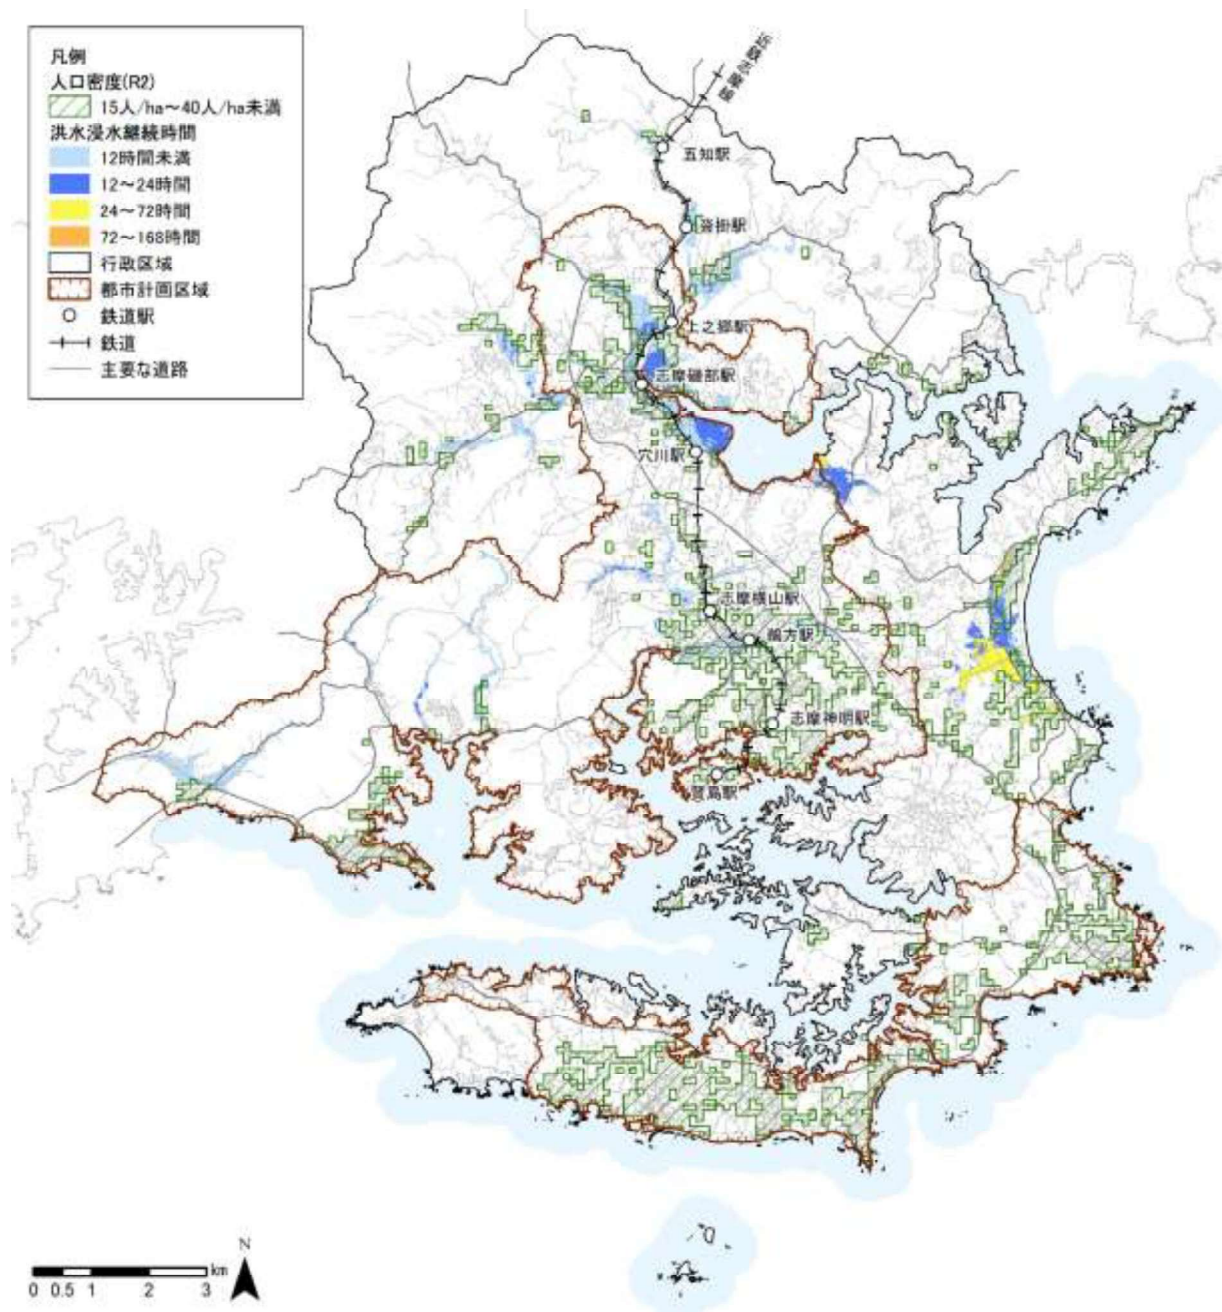 凡例
人口密度(R2)
15人/ha～40人/ha未満
洪水浸水継続時間
12時間未満
12～24時間
24～72時間
72～168時間
行政区域
都市計画区域
鉄道駅
鉄道
主要な道路
近鉄志摩線
五知駅
沓掛駅
上之郷駅
志摩磯部駅
穴川駅
志摩横山駅
鵜方駅
志摩神明駅
賢島駅
N
km
0 0.5 1 2 3